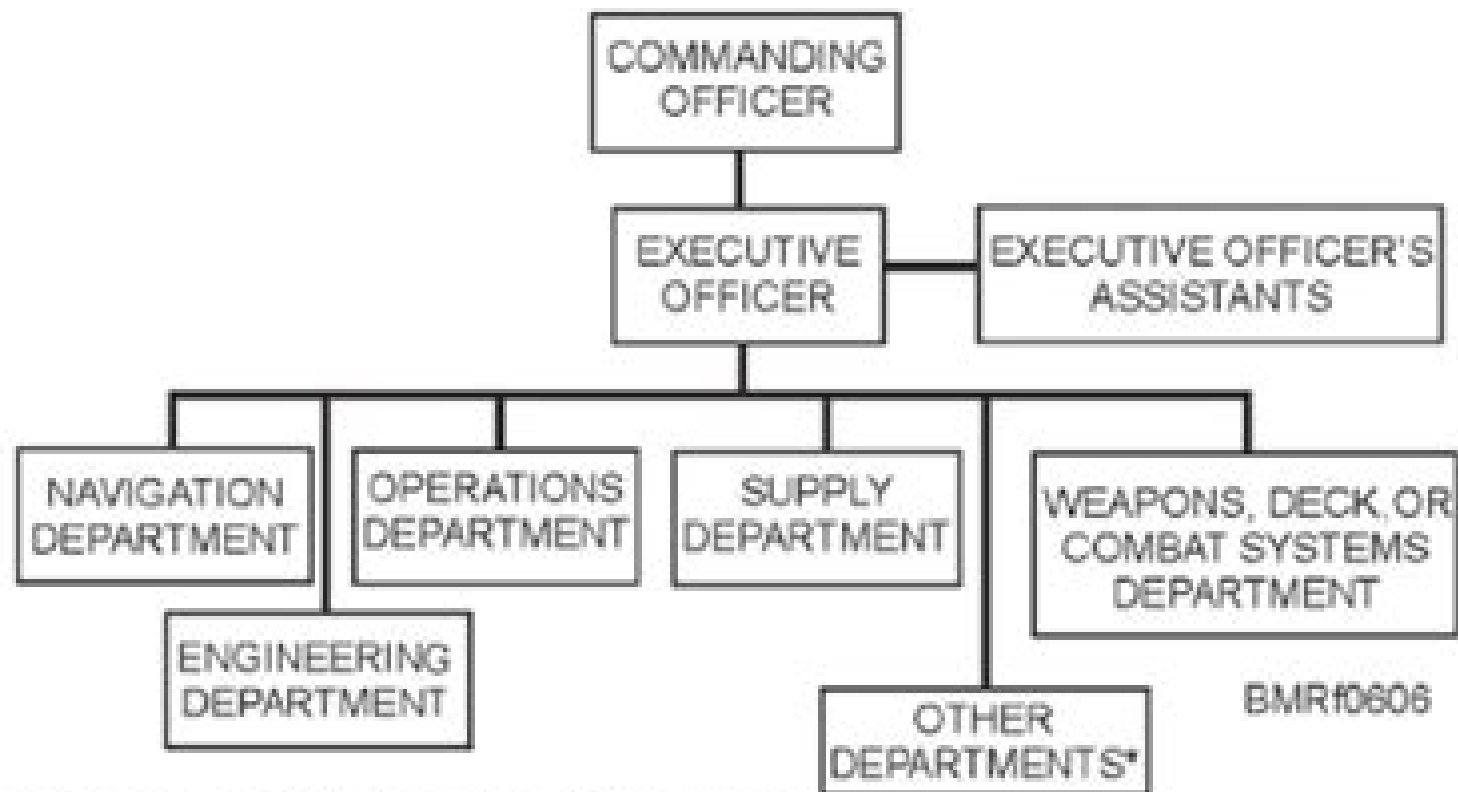 COMMANDING
OFFICER
EXECUTIVE
OFFICER
EXECUTIVE OFFICER'S
ASSISTANTS
NAVIGATION
DEPARTMENT
OPERATIONS
DEPARTMENT
SUPPLY
DEPARTMENT
WEAPONS, DECK, OR
COMBAT SYSTEMS
DEPARTMENT
ENGINEERING
DEPARTMENT
OTHER
DEPARTMENTS*
BMRf0606